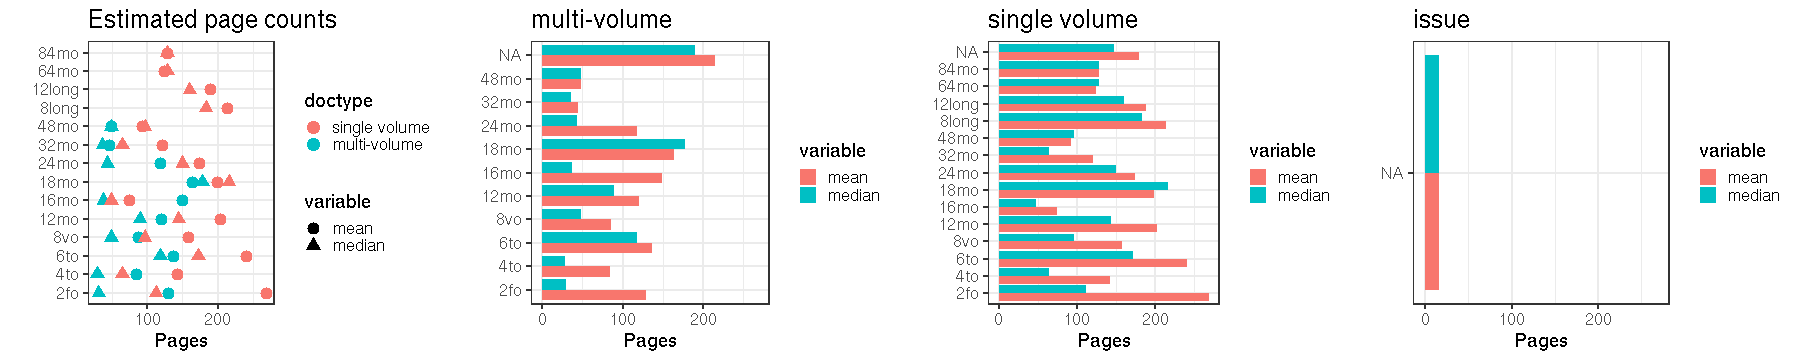 Estimated page counts
84mo
64mo
12long
8long
48mo
32mo
24mo
18mo
16mo
12mo
8vo
6to
4to
2fo
100 200
Pages
doctype
single volume
multi-volume
variable
mean
median
multi-volume
NA
48mo
32mo
24mo
18mo
16mo
12mo
8vo
6to
4to
2fo
0 100 200
Pages
variable
mean
median
single volume
NA
84mo
64mo
12long
8long
48mo
32mo
24mo
18mo
16mo
12mo
8vo
6to
4to
2fo
0 100 200
Pages
variable
mean
median
issue
NA
0 100 200
Pages
variable
mean
median